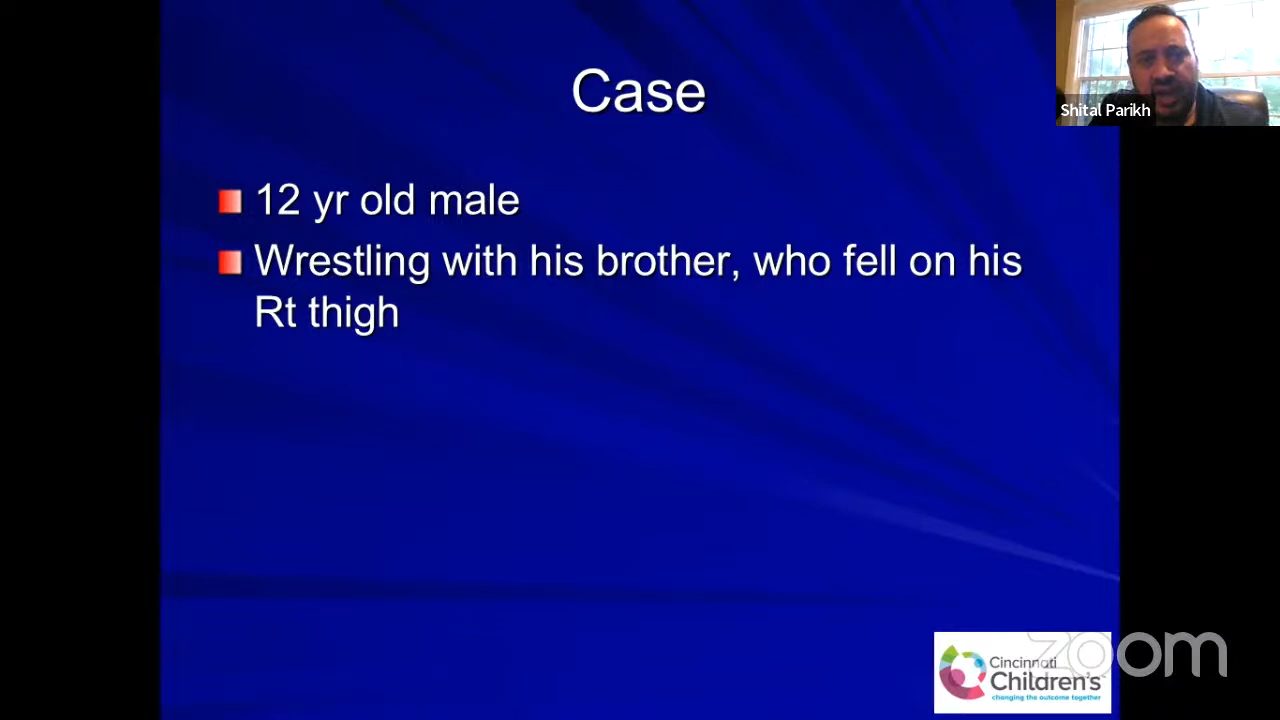 Case
Shital Parikh
12 yr old male
Wrestling with his brother, who fell on his
Rt thigh
Cincinnati
Children's
changing the outcome together
zoom